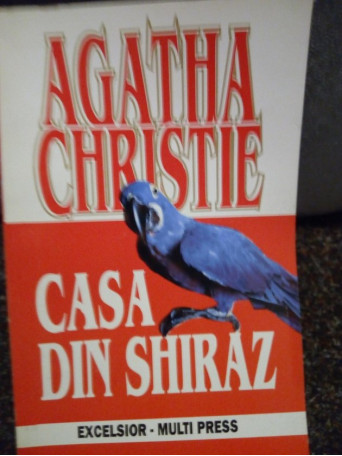 AGATHA
CHRISTIE
CASA
DIN SHIRAZ
EXCELSIOR - MULTI PRESS